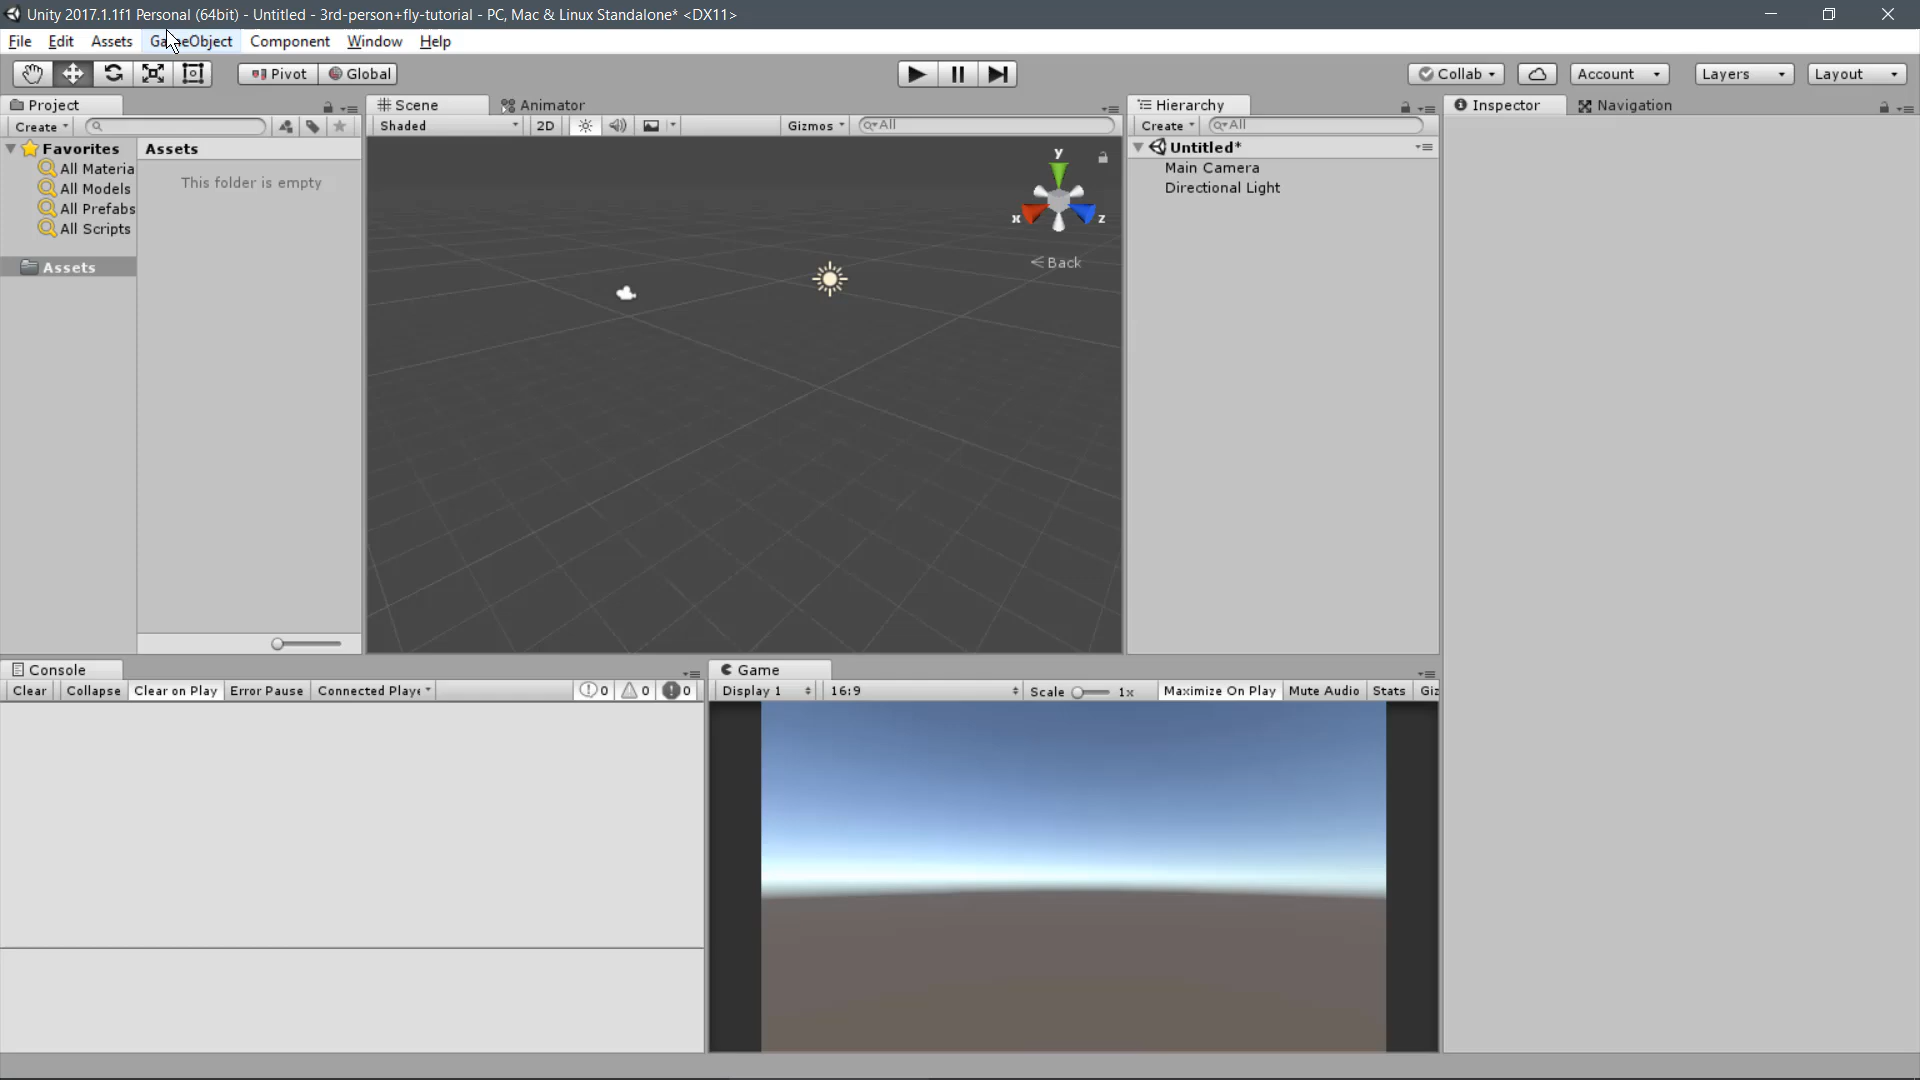 Unity 2017.1.1f1 Personal (64bit) - Untitled - 3rd-person+fly-tutorial - PC, Mac & Linux Standalone* <DX11>
File Edit Assets GameObject Component Window Help
Pivot Global Collab Account Layers Layout
Project Scene Animator Hierarchy Inspector Navigation
Create Shaded 2D Gizmos All Create All
Favorites Assets Untitled*
All Materia This folder is empty Main Camera
All Models Directional Light
All Prefabs
All Scripts
Assets
y
x z
Back
Console Game
Clear Collapse Clear on Play Error Pause Connected Playe 0 0 0 Display 1 16:9 Scale 1x Maximize On Play Mute Audio Stats Giz